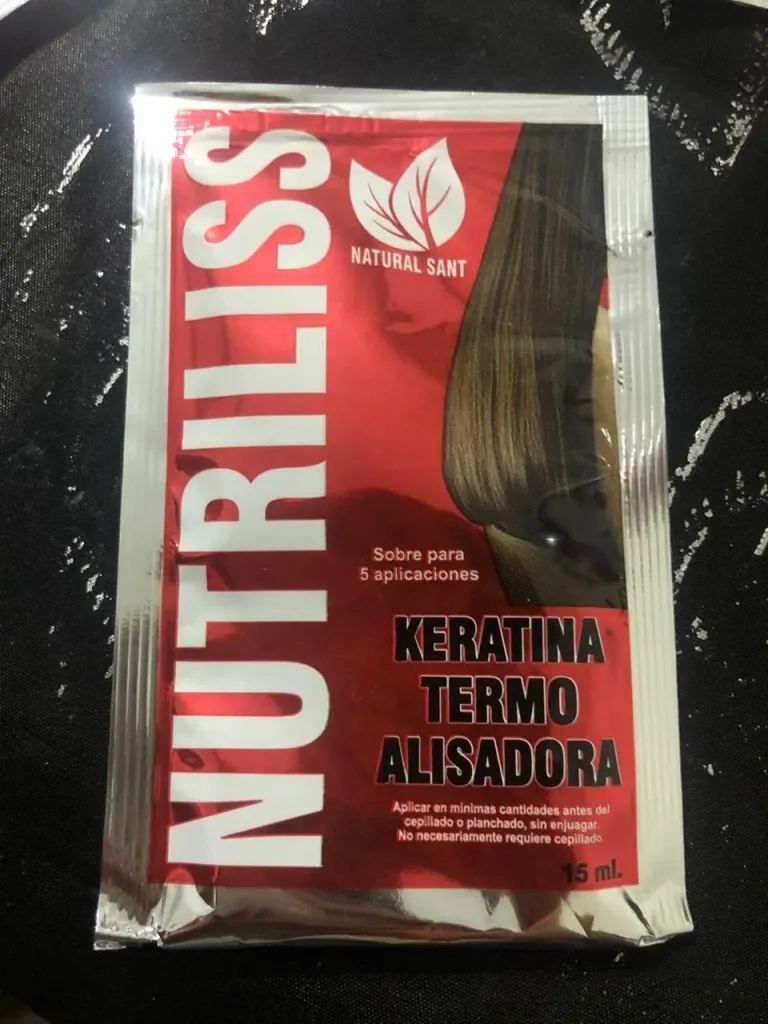 NUTRILISS
NATURAL SANT
Sobre para
5 aplicaciones
KERATINA
TERMO
ALISADORA
Aplicar en minimas cantidades antes del
cepillado o planchado, sin enjuagar.
No necesariamente requiere cepillado
15 ml.